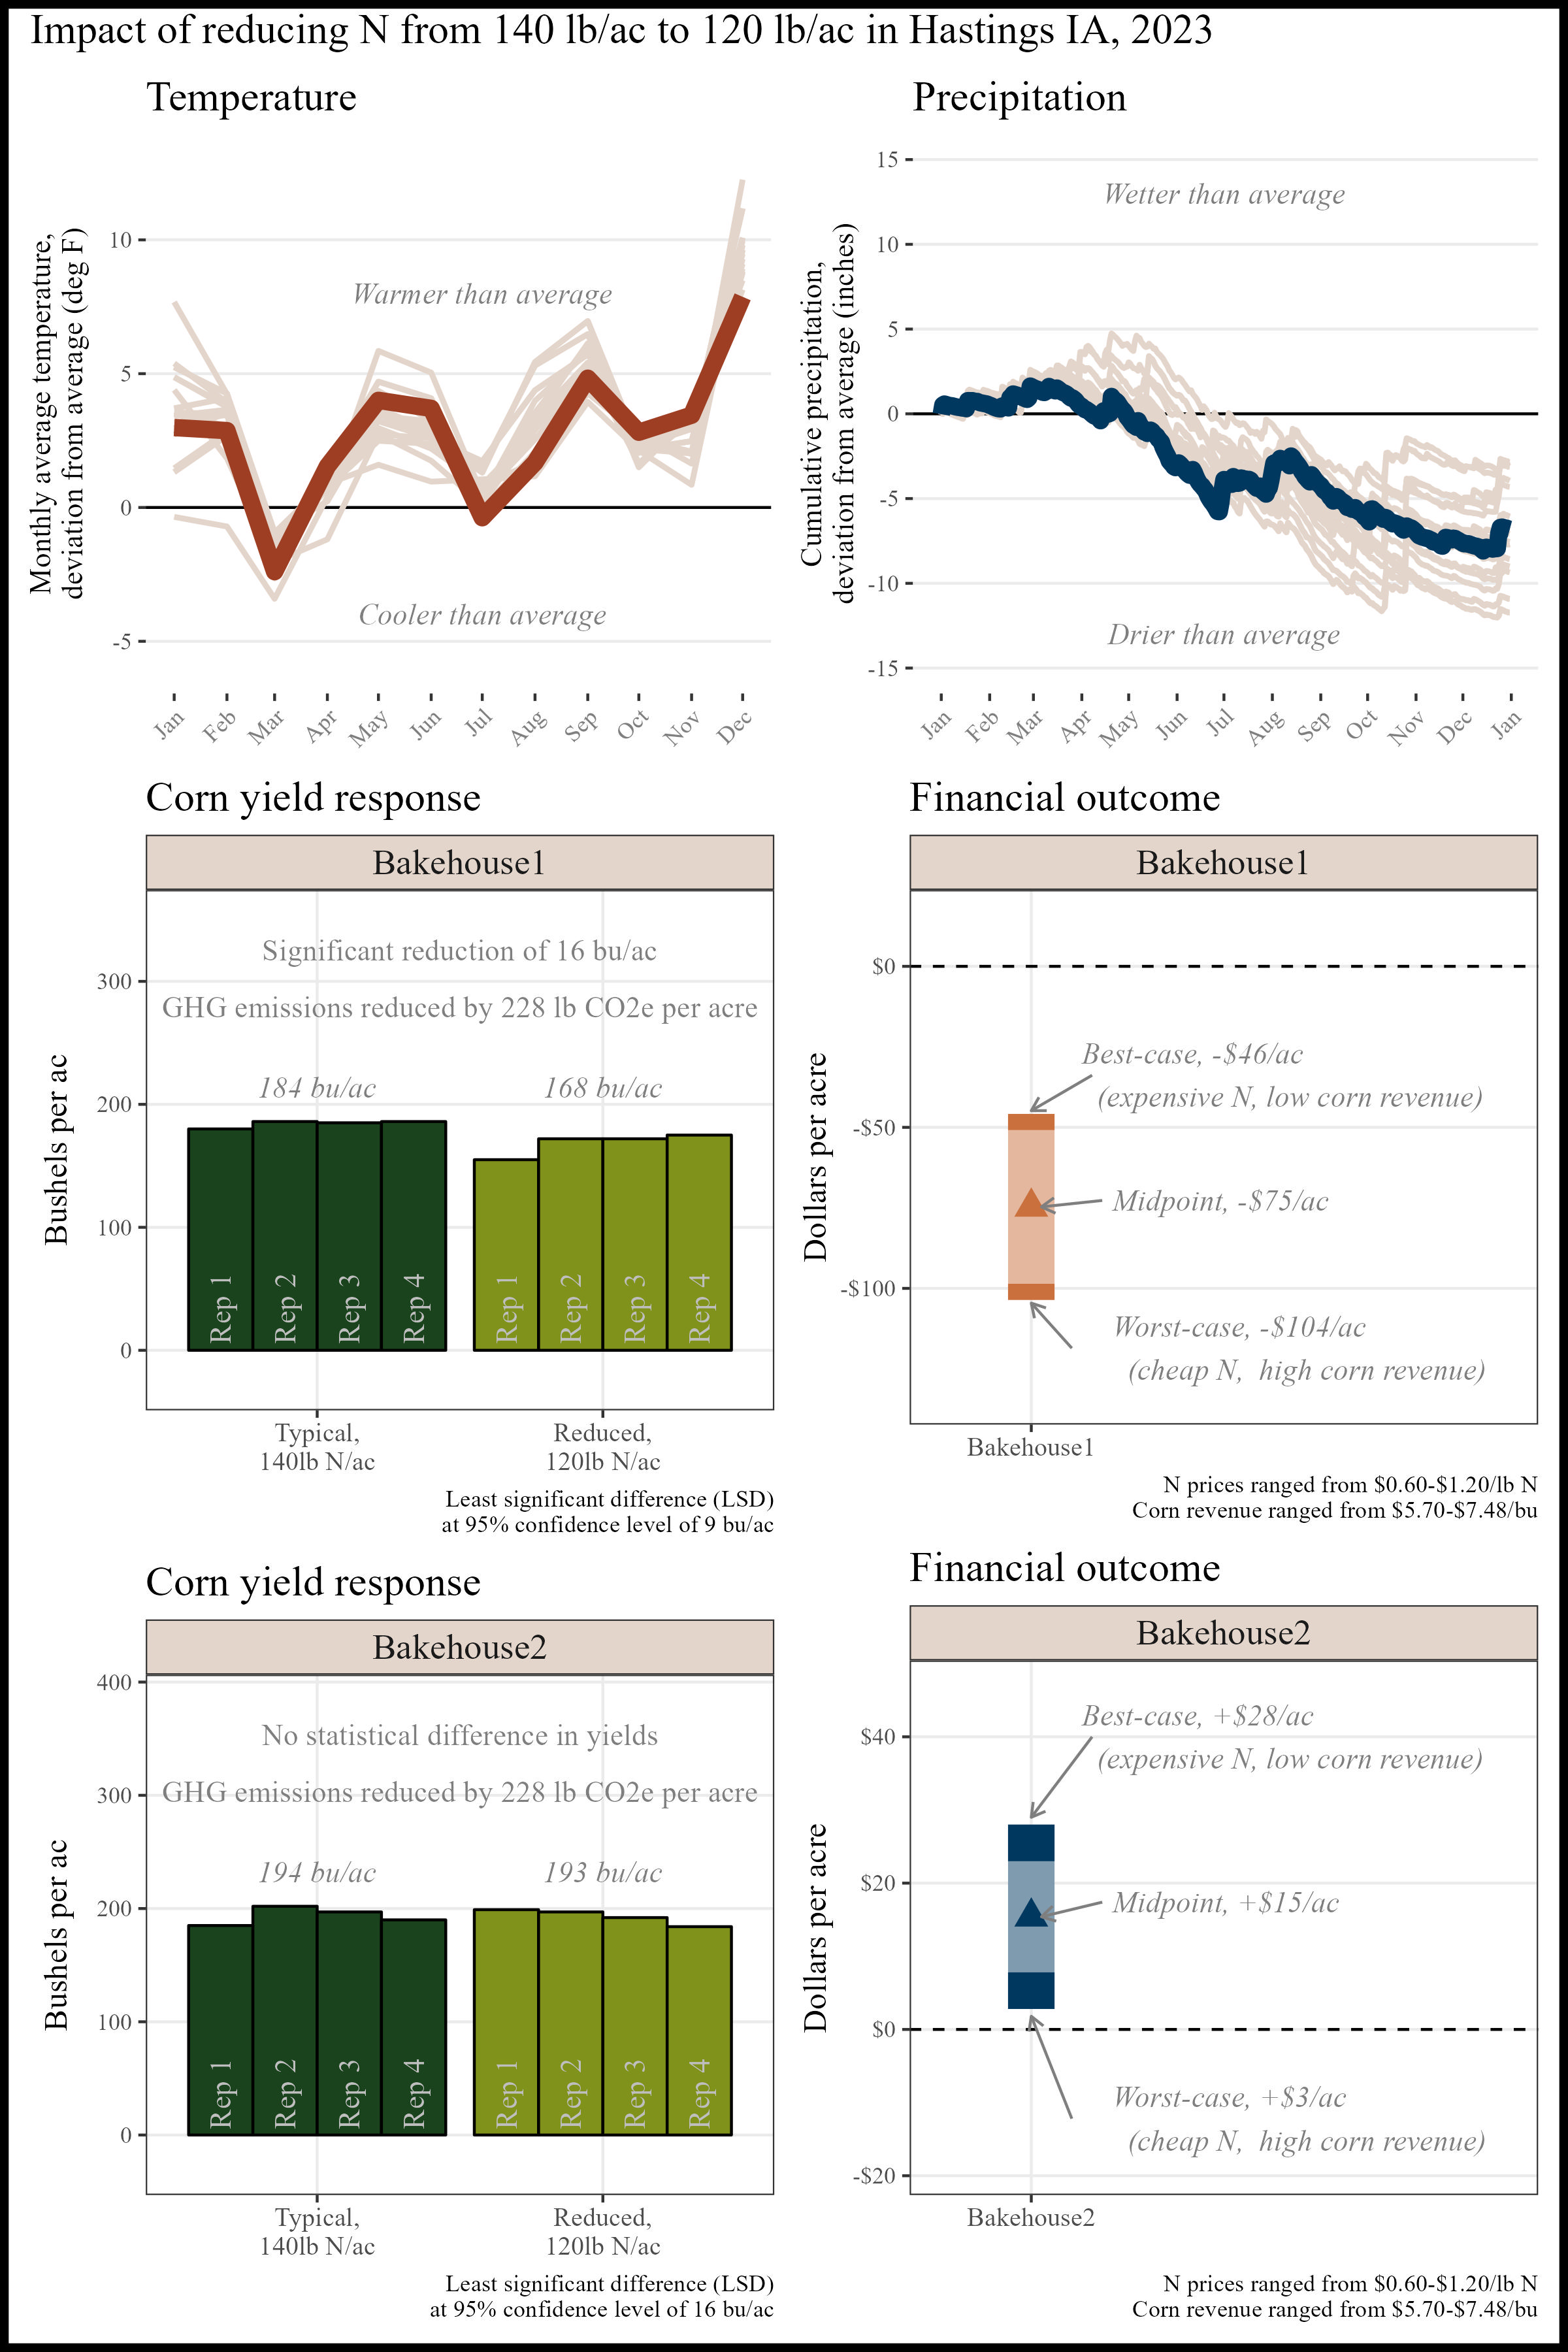 Impact of reducing N from 140 lb/ac to 120 lb/ac in Hastings IA, 2023
Temperature
Monthly average temperature,
deviation from average (deg F)
10
5
0
-5
Warmer than average
Cooler than average
Jan
Feb
Mar
Apr
May
Jun
Jul
Aug
Sep
Oct
Nov
Dec
Precipitation
Cumulative precipitation,
deviation from average (inches)
15
10
5
0
-5
-10
-15
Wetter than average
Drier than average
Jan
Feb
Mar
Apr
May
Jun
Jul
Aug
Sep
Oct
Nov
Dec
Jan
Corn yield response
Bakehouse1
Bushels per ac
300
200
100
0
Significant reduction of 16 bu/ac
GHG emissions reduced by 228 lb CO2e per acre
184 bu/ac
168 bu/ac
Rep 1
Rep 2
Rep 3
Rep 4
Rep 1
Rep 2
Rep 3
Rep 4
Typical,
140lb N/ac
Reduced,
120lb N/ac
Least significant difference (LSD)
at 95% confidence level of 9 bu/ac
Financial outcome
Bakehouse1
Dollars per acre
$0
-$50
-$100
Best-case, -$46/ac
(expensive N, low corn revenue)
Midpoint, -$75/ac
Worst-case, -$104/ac
(cheap N,  high corn revenue)
Bakehouse1
N prices ranged from $0.60-$1.20/lb N
Corn revenue ranged from $5.70-$7.48/bu
Corn yield response
Bakehouse2
Bushels per ac
400
300
200
100
0
No statistical difference in yields
GHG emissions reduced by 228 lb CO2e per acre
194 bu/ac
193 bu/ac
Rep 1
Rep 2
Rep 3
Rep 4
Rep 1
Rep 2
Rep 3
Rep 4
Typical,
140lb N/ac
Reduced,
120lb N/ac
Least significant difference (LSD)
at 95% confidence level of 16 bu/ac
Financial outcome
Bakehouse2
Dollars per acre
$40
$20
$0
-$20
Best-case, +$28/ac
(expensive N, low corn revenue)
Midpoint, +$15/ac
Worst-case, +$3/ac
(cheap N,  high corn revenue)
Bakehouse2
N prices ranged from $0.60-$1.20/lb N
Corn revenue ranged from $5.70-$7.48/bu